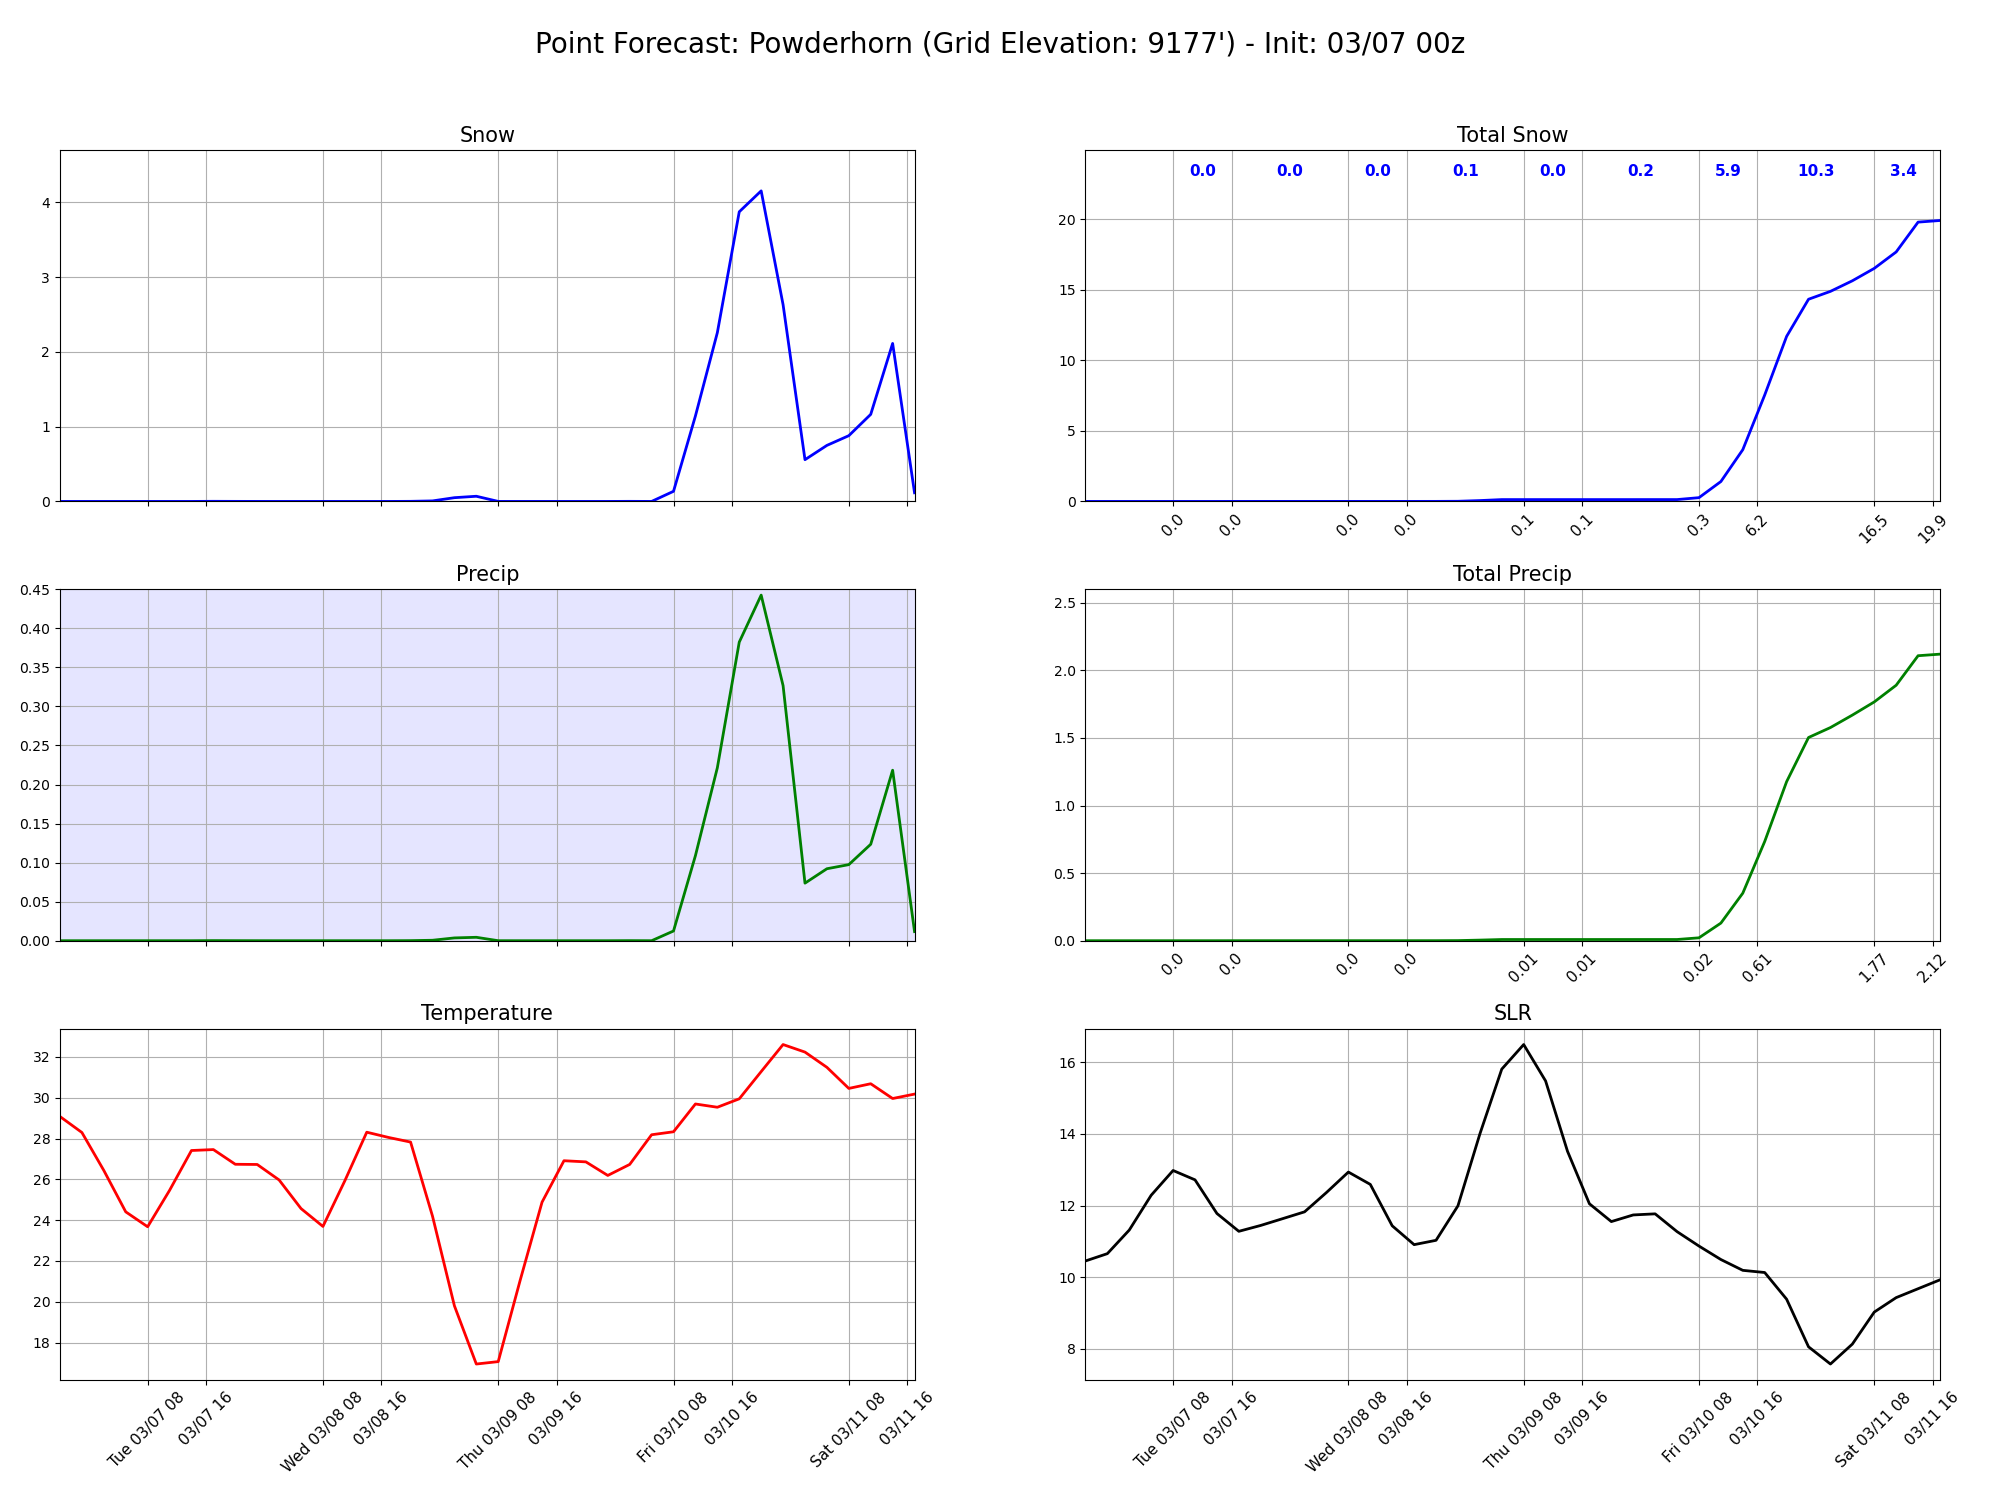 Point Forecast: Powderhorn (Grid Elevation: 9177') - Init: 03/07 00z
Snow
4
3
2
1
0
Total Snow
0.0 0.0 0.0 0.1 0.0 0.2 5.9 10.3 3.4
20
15
10
5
0
0.0 0.0 0.0 0.0 0.1 0.1 0.3 6.2 16.5 19.9
Precip
0.45
0.40
0.35
0.30
0.25
0.20
0.15
0.10
0.05
0.00
Total Precip
2.5
2.0
1.5
1.0
0.5
0.0
0.0 0.0 0.0 0.0 0.01 0.01 0.02 0.61 1.77 2.12
Temperature
32
30
28
26
24
22
20
18
Tue 03/07 08
03/07 16
Wed 03/08 08
03/08 16
Thu 03/09 08
03/09 16
Fri 03/10 08
03/10 16
Sat 03/11 08
03/11 16
SLR
16
14
12
10
8
Tue 03/07 08
03/07 16
Wed 03/08 08
03/08 16
Thu 03/09 08
03/09 16
Fri 03/10 08
03/10 16
Sat 03/11 08
03/11 16